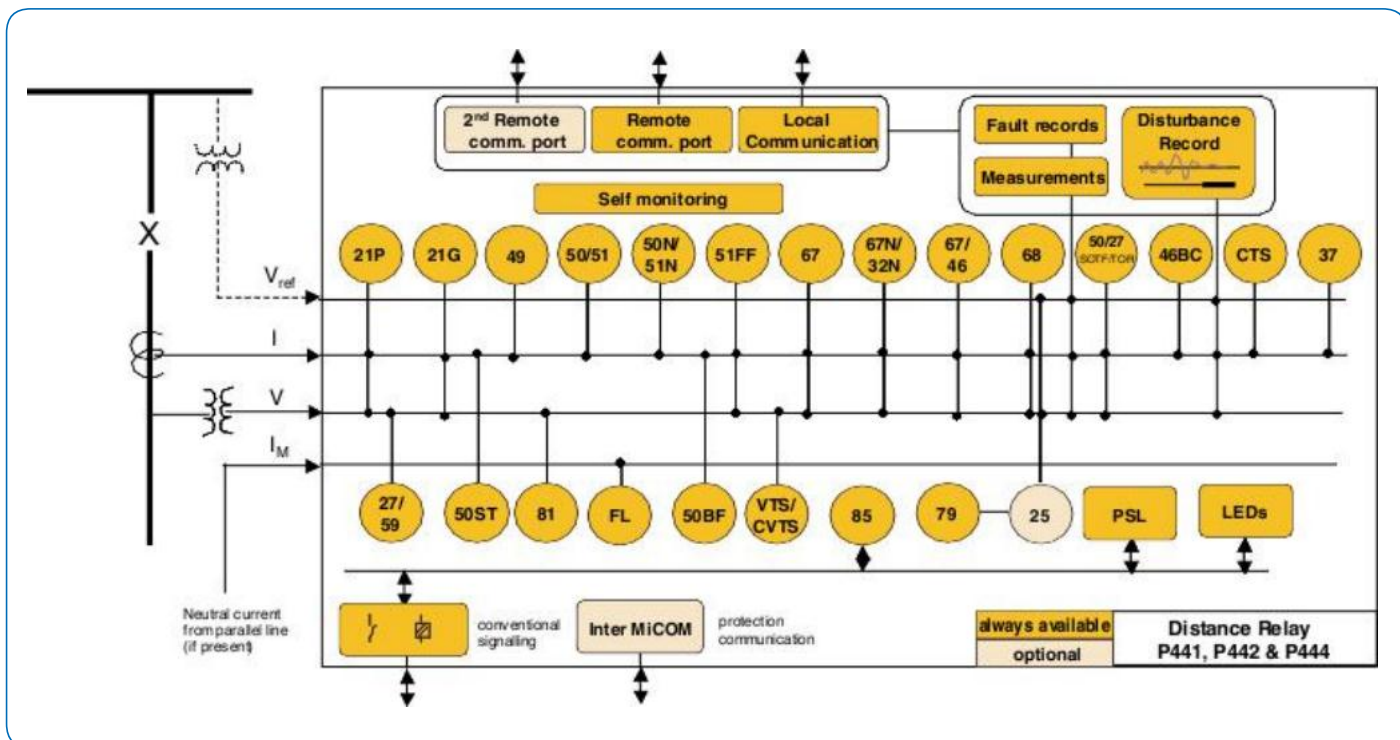 2nd Remote
comm. port
Remote
comm. port
Local
Communication
Fault records
Measurements
Disturbance
Record
Self monitoring
X
21P
21G
49
50/51
50N/
51N
51FF
67
67N/
32N
67/
46
68
50/27
SOTF/TOR
46BC
CTS
37
Vref
I
V
IM
27/
59
50ST
81
FL
50BF
VTS/
CVTS
85
79
25
PSL
LEDs
Neutral current
from parallel line
(if present)
conventional
signalling
Inter MiCOM
protection
communication
always available
optional
Distance Relay
P441, P442 & P444